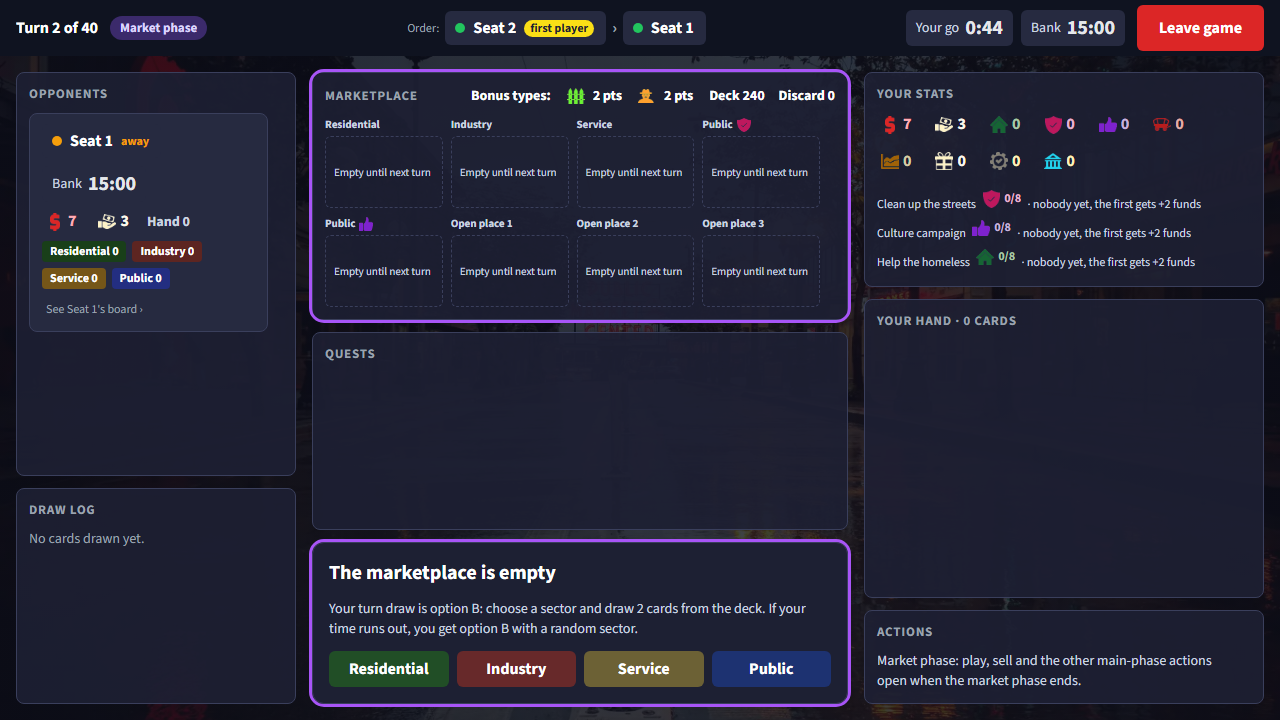 Turn 2 of 40
Market phase
Order:
Seat 2
first player
›
Seat 1
Your go 0:44
Bank 15:00
Leave game
OPPONENTS
Seat 1 away
Bank 15:00
7
3
Hand 0
Residential 0
Industry 0
Service 0
Public 0
See Seat 1's board ›
DRAW LOG
No cards drawn yet.
MARKETPLACE
Bonus types:
2 pts
2 pts
Deck 240
Discard 0
Residential
Industry
Service
Public
Empty until next turn
Empty until next turn
Empty until next turn
Empty until next turn
Public
Open place 1
Open place 2
Open place 3
Empty until next turn
Empty until next turn
Empty until next turn
Empty until next turn
QUESTS
The marketplace is empty
Your turn draw is option B: choose a sector and draw 2 cards from the deck. If your
time runs out, you get option B with a random sector.
Residential
Industry
Service
Public
YOUR STATS
7
3
0
0
0
0
0
0
0
0
Clean up the streets 0/8 · nobody yet, the first gets +2 funds
Culture campaign 0/8 · nobody yet, the first gets +2 funds
Help the homeless 0/8 · nobody yet, the first gets +2 funds
YOUR HAND · 0 CARDS
ACTIONS
Market phase: play, sell and the other main-phase actions
open when the market phase ends.